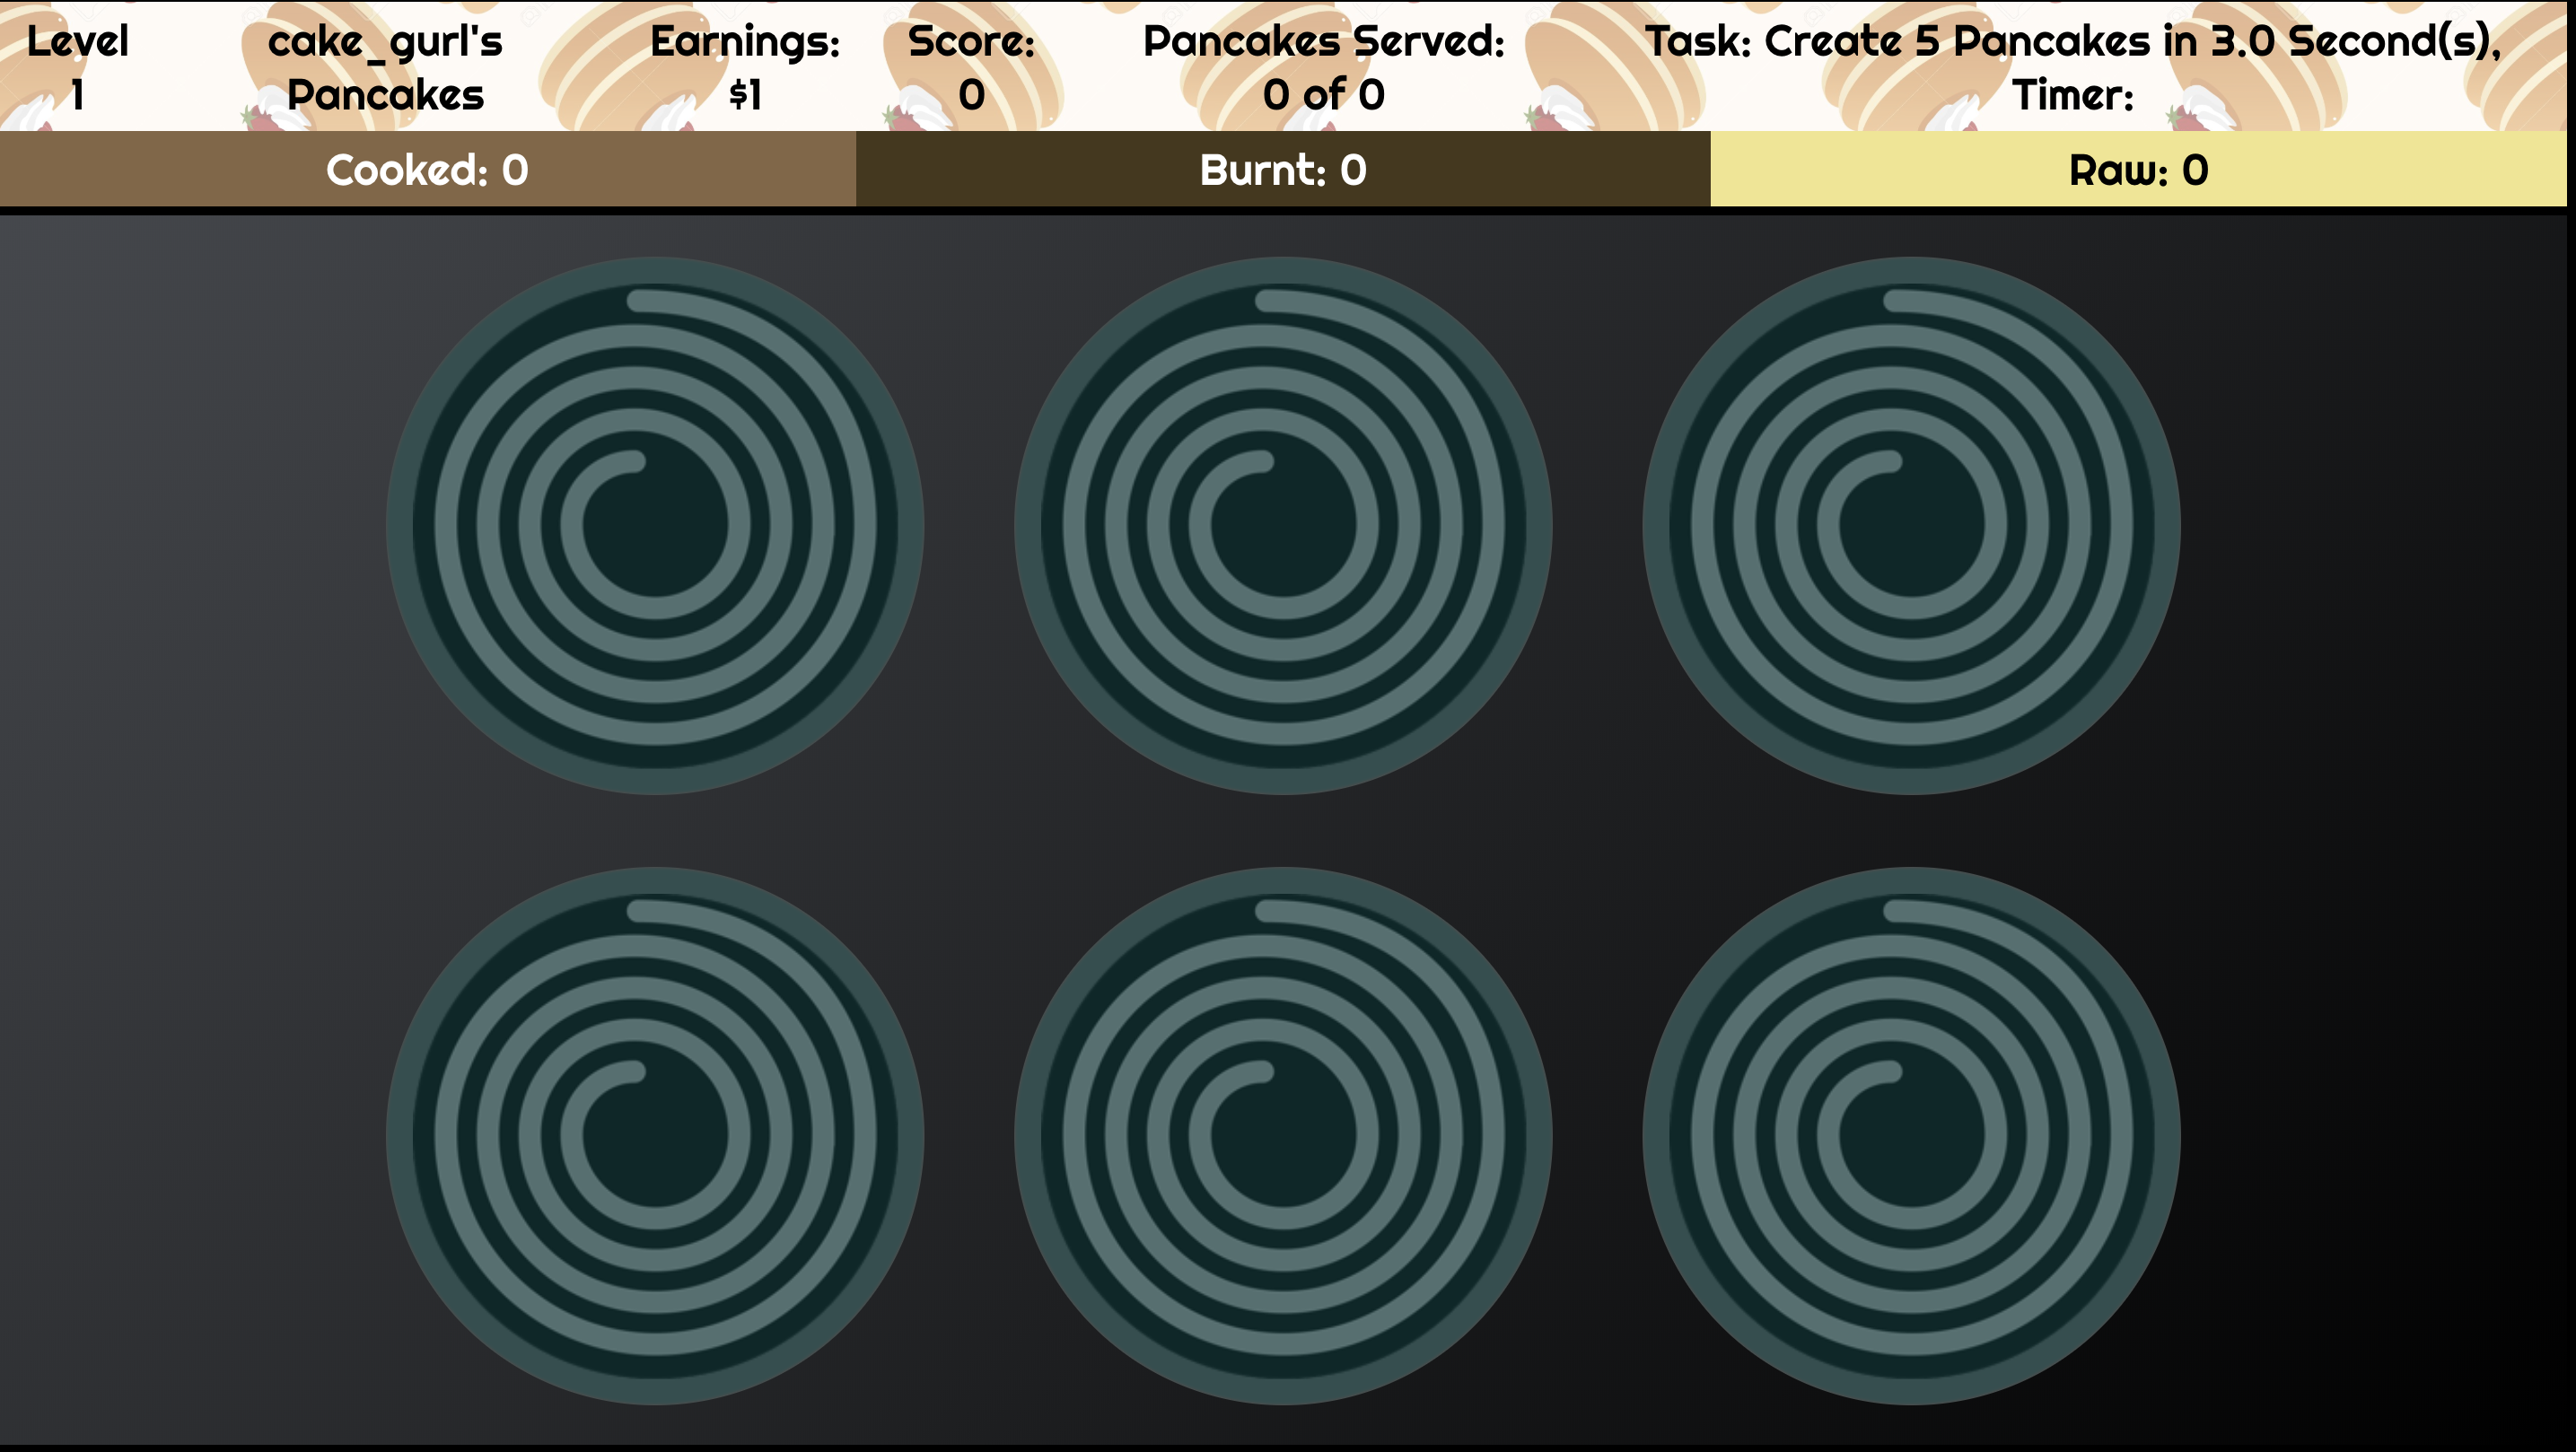 Level
1
cake_gurl's
Pancakes
Earnings:
$1
Score:
0
Pancakes Served:
0 of 0
Task: Create 5 Pancakes in 3.0 Second(s),
Timer:
Cooked: 0
Burnt: 0
Raw: 0